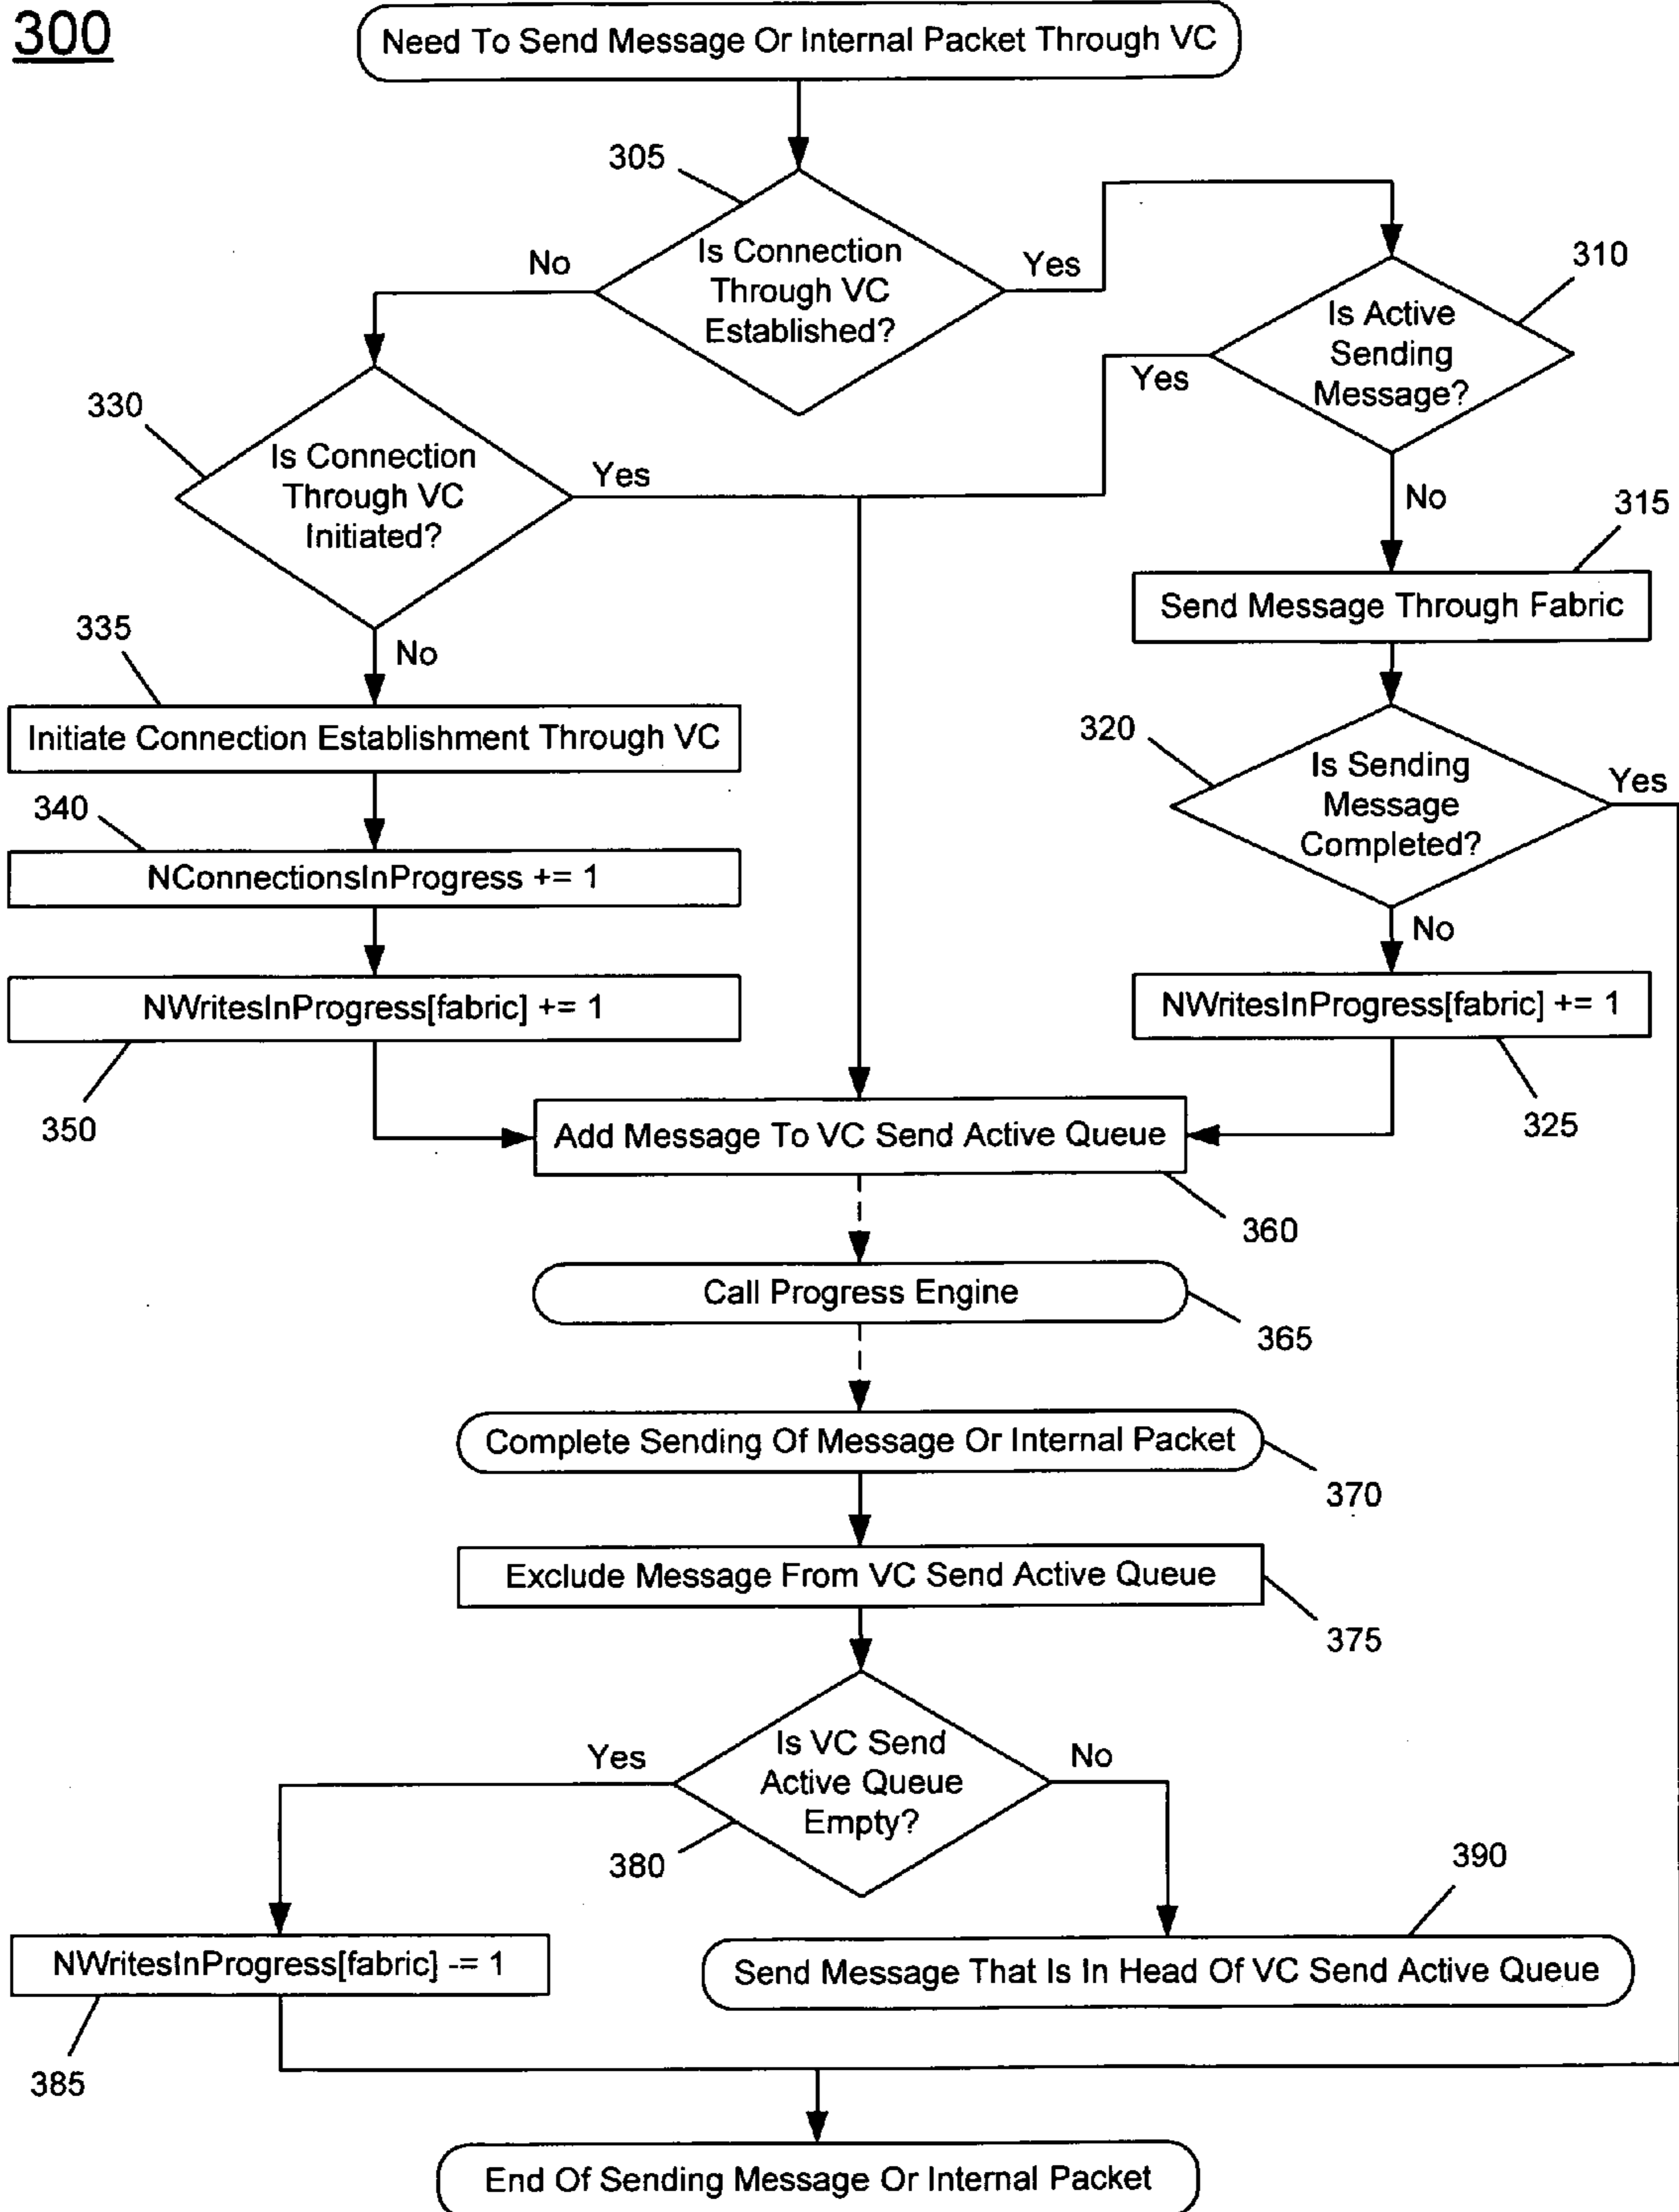 300
Need To Send Message Or Internal Packet Through VC
305
Is Connection
Through VC
Established?
No
Yes
310
Is Active
Sending
Message?
Yes
No
330
Is Connection
Through VC
Initiated?
Yes
No
315
Send Message Through Fabric
335
Initiate Connection Establishment Through VC
320
Is Sending
Message
Completed?
Yes
No
340
NConnectionsInProgress += 1
NWritesInProgress[fabric] += 1
350
NWritesInProgress[fabric] += 1
325
Add Message To VC Send Active Queue
360
Call Progress Engine
365
Complete Sending Of Message Or Internal Packet
370
Exclude Message From VC Send Active Queue
375
Is VC Send
Active Queue
Empty?
Yes
No
380
390
NWritesInProgress[fabric] -= 1
Send Message That Is In Head Of VC Send Active Queue
385
End Of Sending Message Or Internal Packet